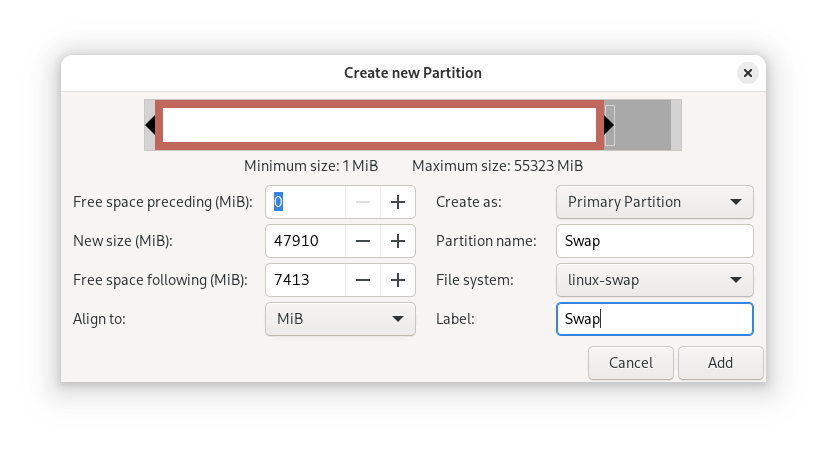 Create new Partition
Minimum size: 1 MiB Maximum size: 55323 MiB
Free space preceding (MiB): 0 Create as: Primary Partition
New size (MiB): 47910 Partition name: Swap
Free space following (MiB): 7413 File system: linux-swap
Align to: MiB Label: Swap
Cancel Add